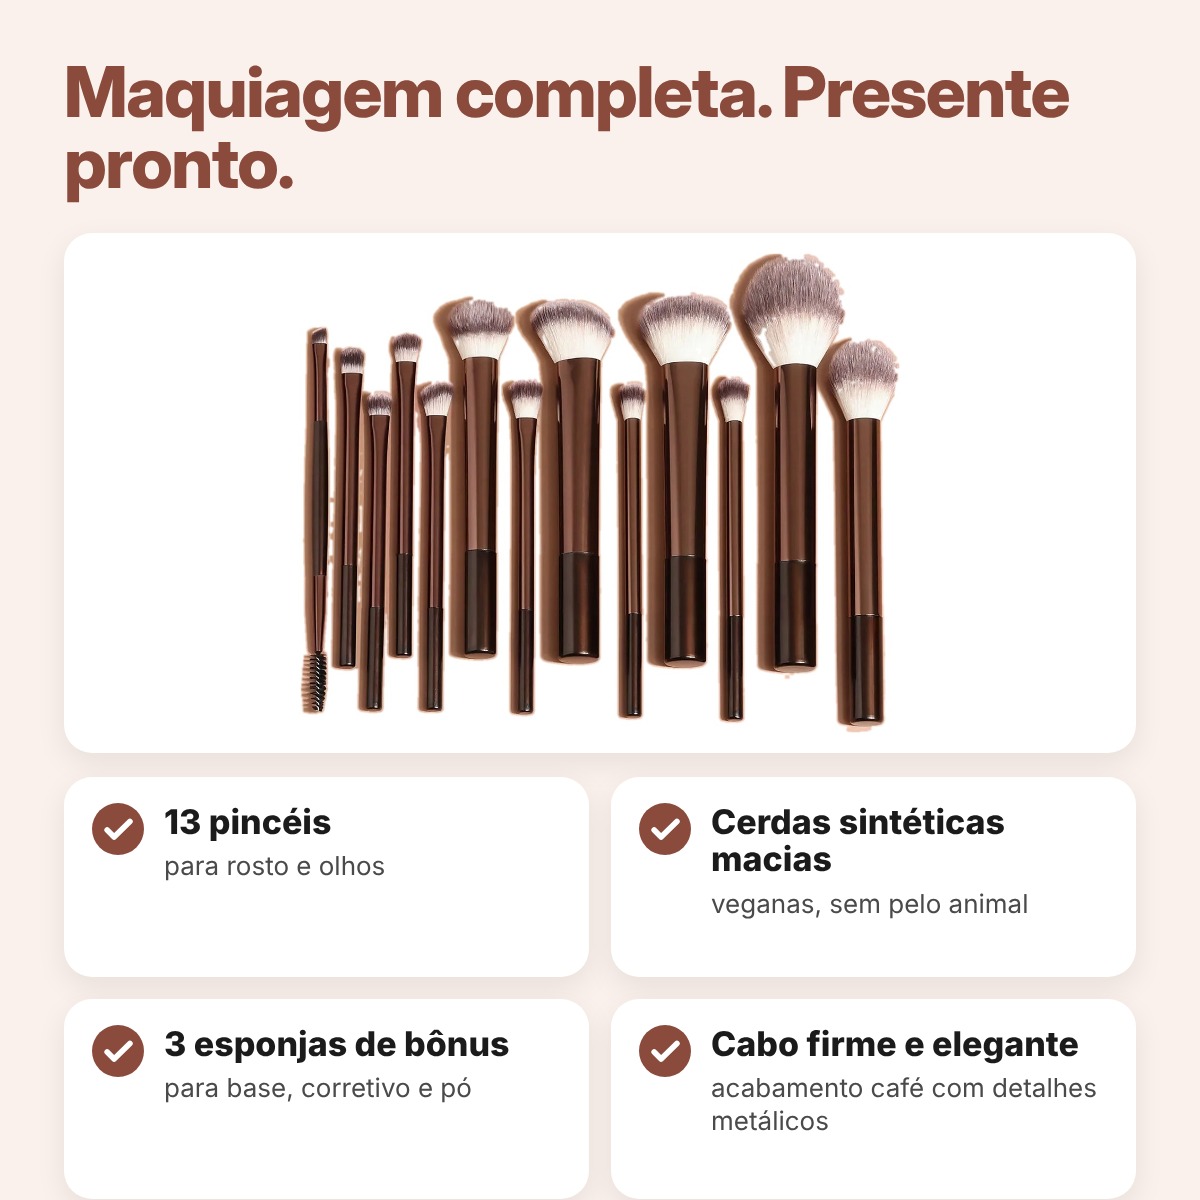 Maquiagem completa. Presente
pronto.
13 pincéis
para rosto e olhos
Cerdas sintéticas
macias
veganas, sem pelo animal
3 esponjas de bônus
para base, corretivo e pó
Cabo firme e elegante
acabamento café com detalhes
metálicos